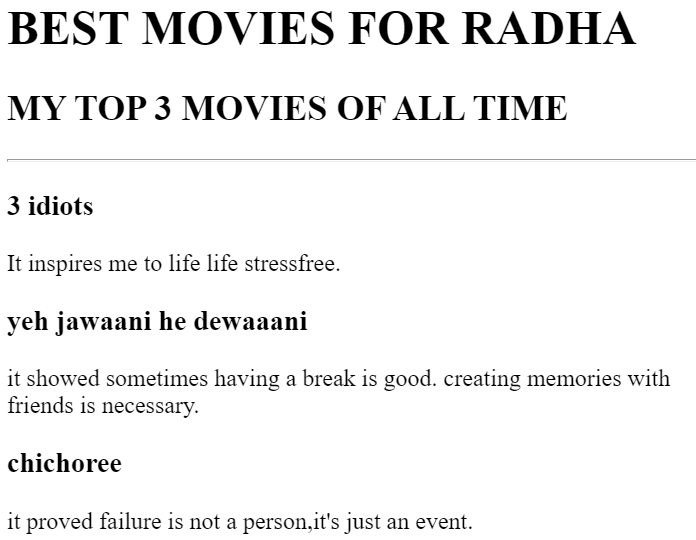 BEST MOVIES FOR RADHA
MY TOP 3 MOVIES OF ALL TIME
3 idiots
It inspires me to life life stressfree.
yeh jawaani he dewaaani
it showed sometimes having a break is good. creating memories with
friends is necessary.
chichoree
it proved failure is not a person,it's just an event.